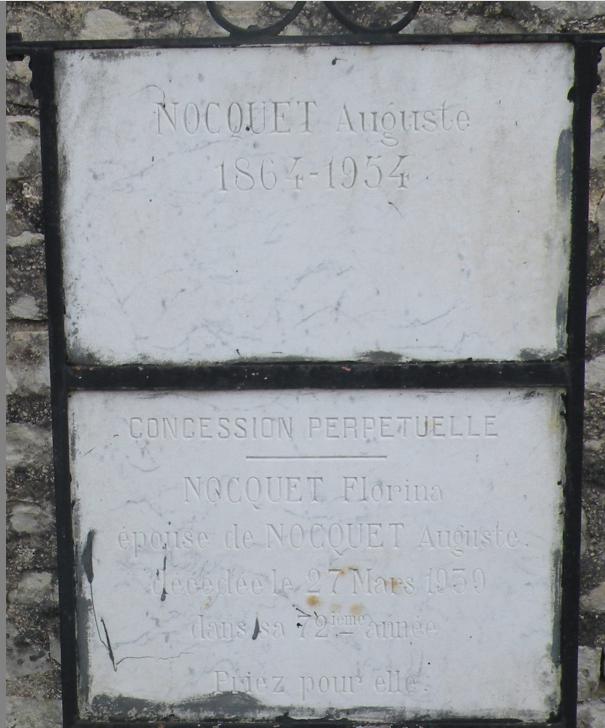 NOCQUET Auguste
1864-1954
CONCESSION PERPETUELLE
NOCQUET Florina
épouse de NOCQUET Auguste.
décédée le 27 Mars 1939
dans sa 72ième année
Priez pour elle.